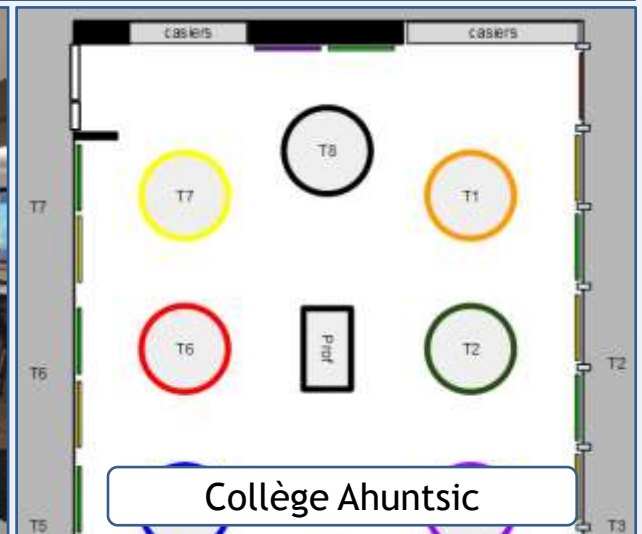 casiers casiers
T8
T7 T7 T1
T6 T6 Prof T2 T2
Collège Ahuntsic
T5 T3